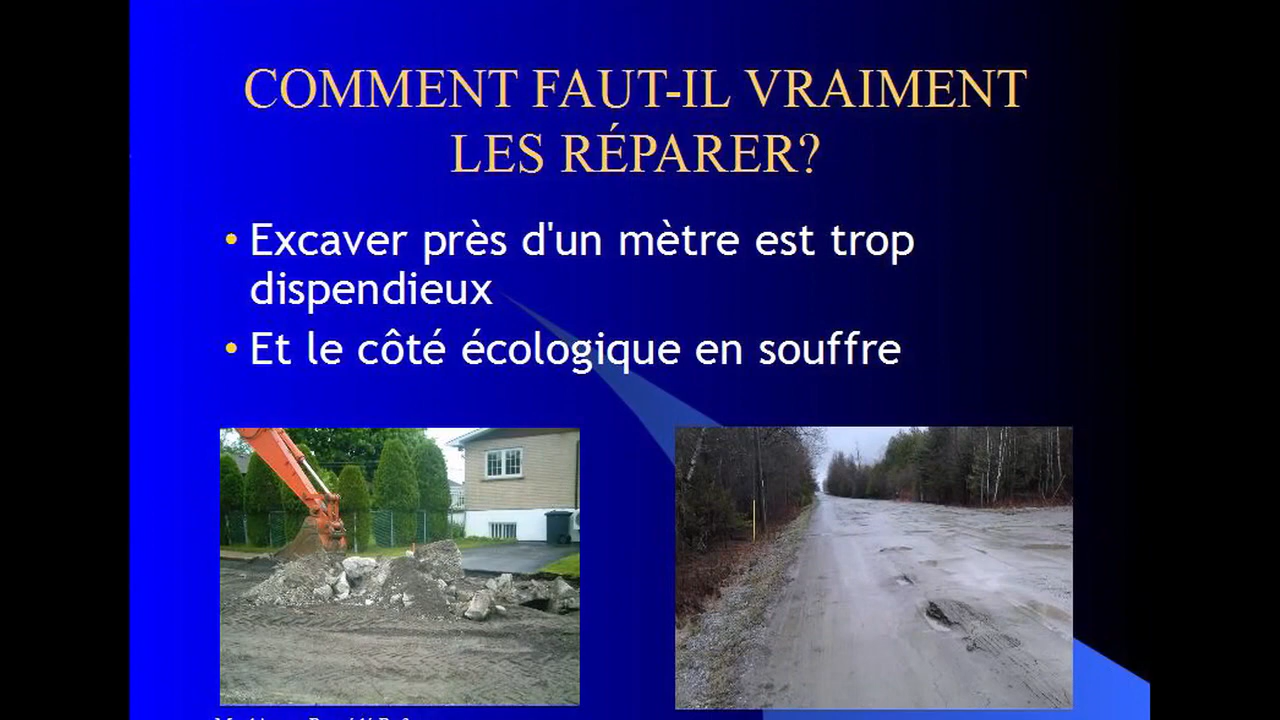 COMMENT FAUT-IL VRAIMENT
LES RÉPARER?
• Excaver près d'un mètre est trop
dispendieux
• Et le côté écologique en souffre